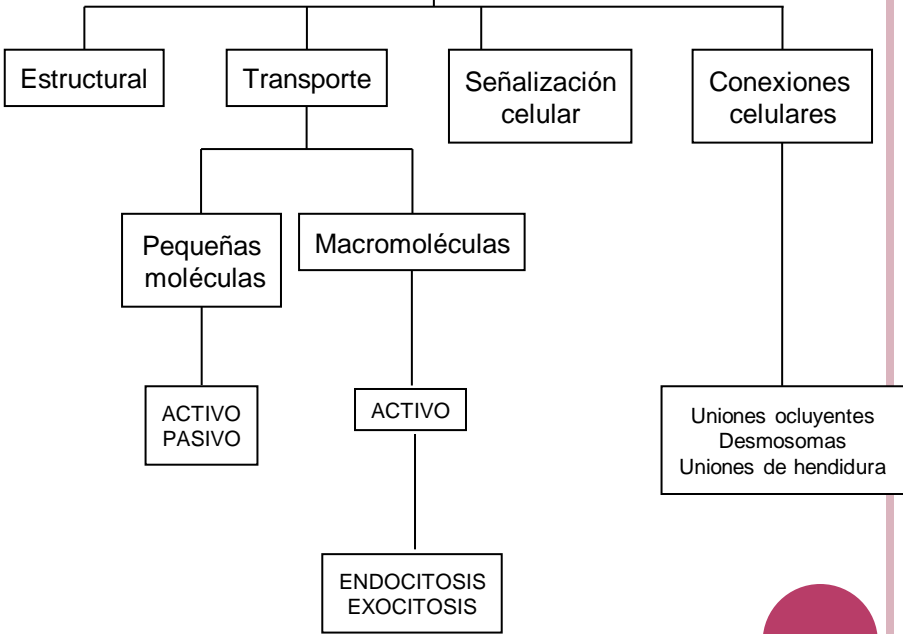 Estructural
Transporte
Señalización
celular
Conexiones
celulares
Pequeñas
moléculas
Macromoléculas
ACTIVO
PASIVO
ACTIVO
Uniones ocluyentes
Desmosomas
Uniones de hendidura
ENDOCITOSIS
EXOCITOSIS